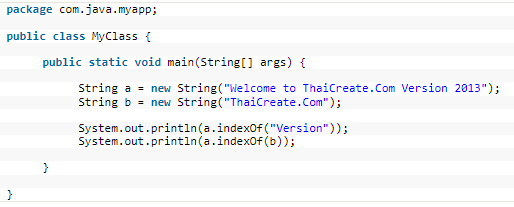 package com.java.myapp;
public class MyClass {
public static void main(String[] args) {
String a = new String("Welcome to ThaiCreate.Com Version 2013");
String b = new String("ThaiCreate.Com");
System.out.println(a.indexOf("Version"));
System.out.println(a.indexOf(b));
}
}